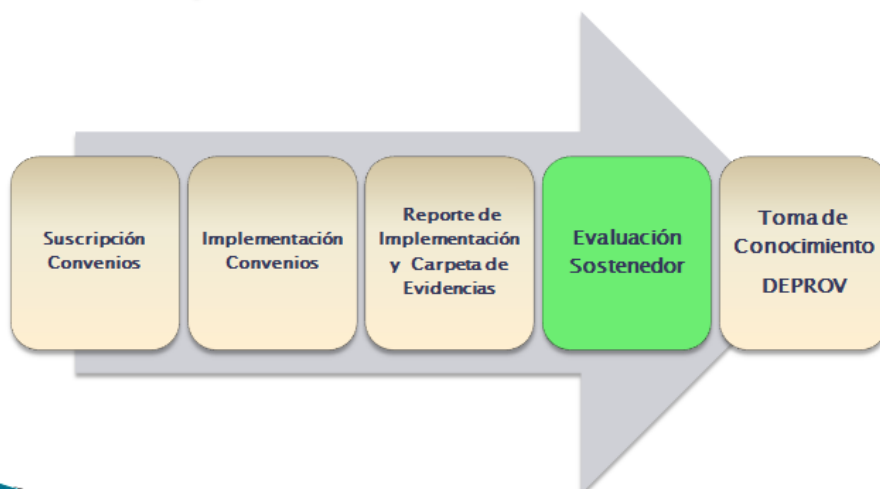 Suscripción
Convenios
Implementación
Convenios
Reporte de
Implementación
y Carpeta de
Evidencias
Evaluación
Sostenedor
Toma de
Conocimiento
DEPROV